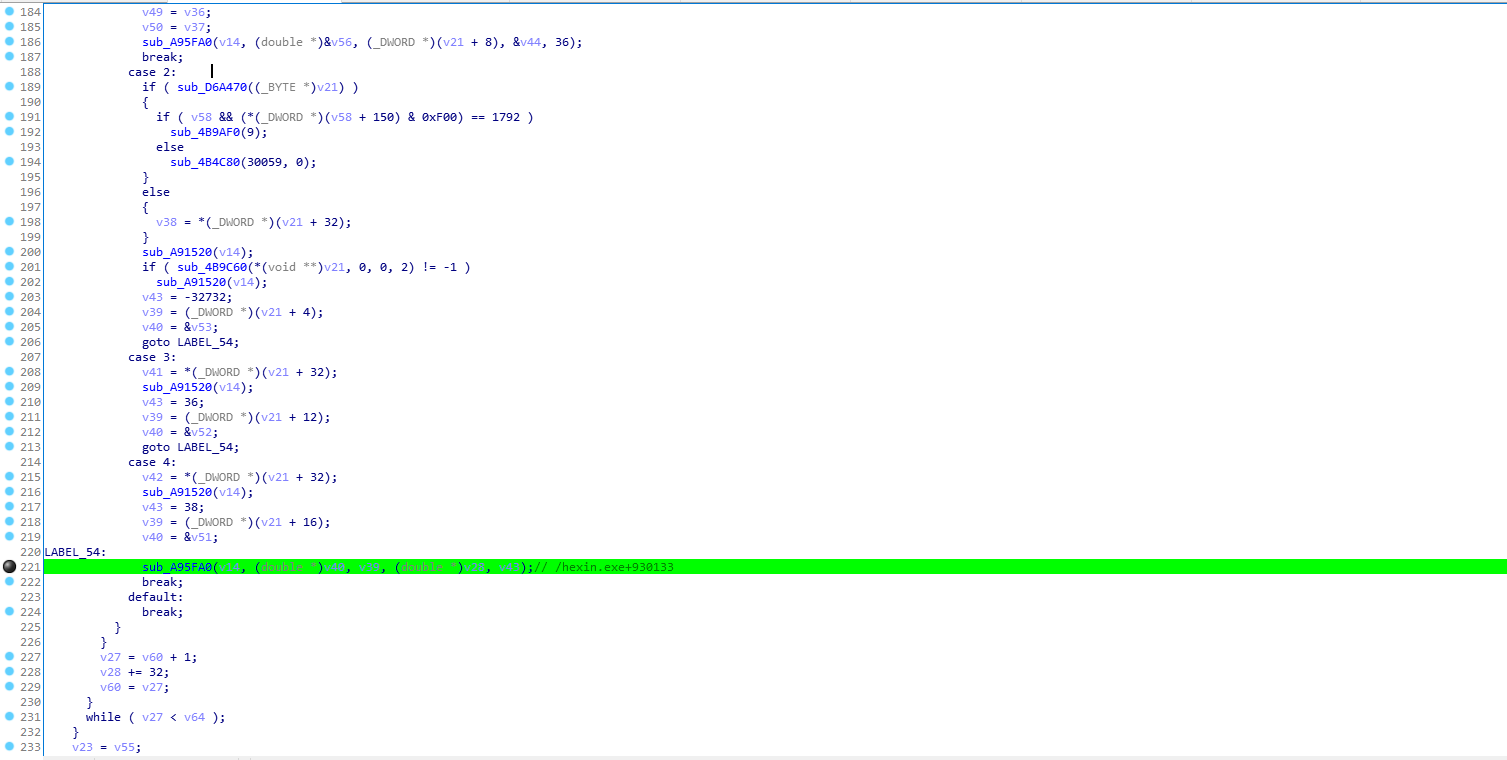 184 v49 = v36;
185 v50 = v37;
186 sub_A95FA0(v14, (double *)&v56, (_DWORD *)(v21 + 8), &v44, 36);
187 break;
188 case 2:
189 if ( sub_D6A470((_BYTE *)v21) )
190 {
191 if ( v58 && (*(_DWORD *)(v58 + 150) & 0xF00) == 1792 )
192 sub_4B9AF0(9);
193 else
194 sub_4B4C80(30059, 0);
195 }
196 else
197 {
198 v38 = *(_DWORD *)(v21 + 32);
199 }
200 sub_A91520(v14);
201 if ( sub_4B9C60(*(void **)v21, 0, 0, 2) != -1 )
202 sub_A91520(v14);
203 v43 = -32732;
204 v39 = (_DWORD *)(v21 + 4);
205 v40 = &v53;
206 goto LABEL_54;
207 case 3:
208 v41 = *(_DWORD *)(v21 + 32);
209 sub_A91520(v14);
210 v43 = 36;
211 v39 = (_DWORD *)(v21 + 12);
212 v40 = &v52;
213 goto LABEL_54;
214 case 4:
215 v42 = *(_DWORD *)(v21 + 32);
216 sub_A91520(v14);
217 v43 = 38;
218 v39 = (_DWORD *)(v21 + 16);
219 v40 = &v51;
220 LABEL_54:
221 sub_A95FA0(v14, (double *)v40, v39, (double *)v26, v43);// /hexin.exe+930133
222 break;
223 default:
224 break;
225 }
226 }
227 v27 = v60 + 1;
228 v28 += 32;
229 v60 = v27;
230 }
231 while ( v27 < v64 );
232 }
233 v23 = v55;